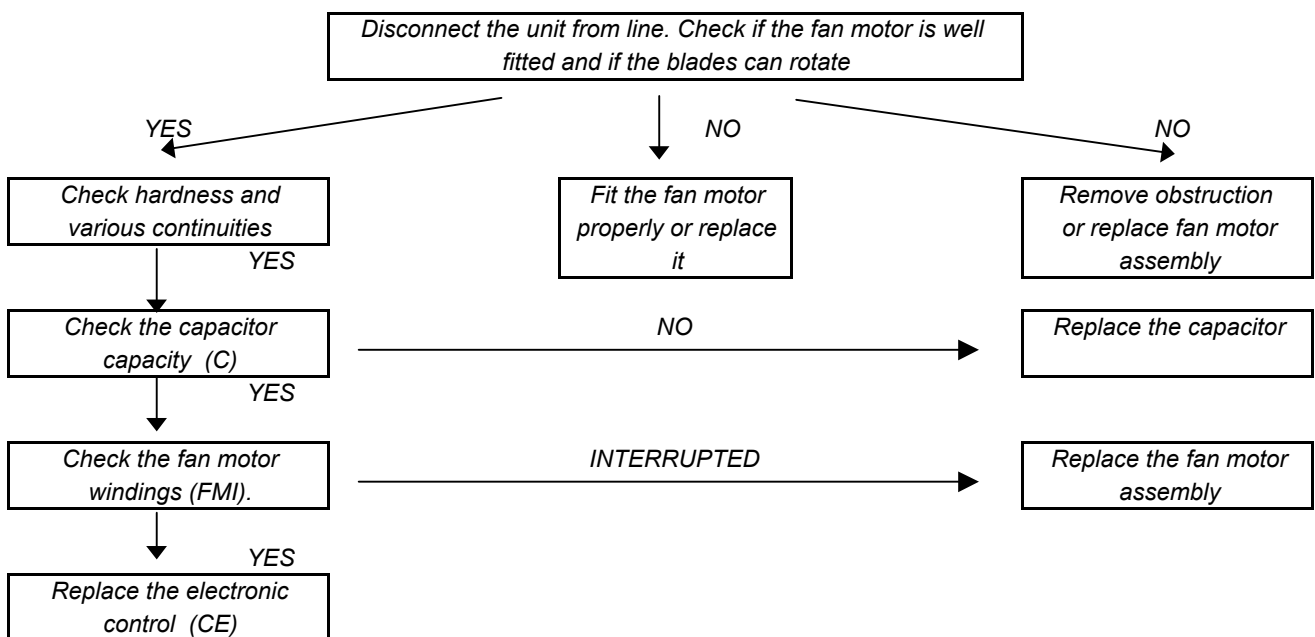 Disconnect the unit from line. Check if the fan motor is well
fitted and if the blades can rotate
YES
NO
NO
Check hardness and
various continuities
Fit the fan motor
properly or replace
it
Remove obstruction
or replace fan motor
assembly
YES
Check the capacitor
capacity (C)
NO
Replace the capacitor
YES
Check the fan motor
windings (FMI).
INTERRUPTED
Replace the fan motor
assembly
YES
Replace the electronic
control (CE)